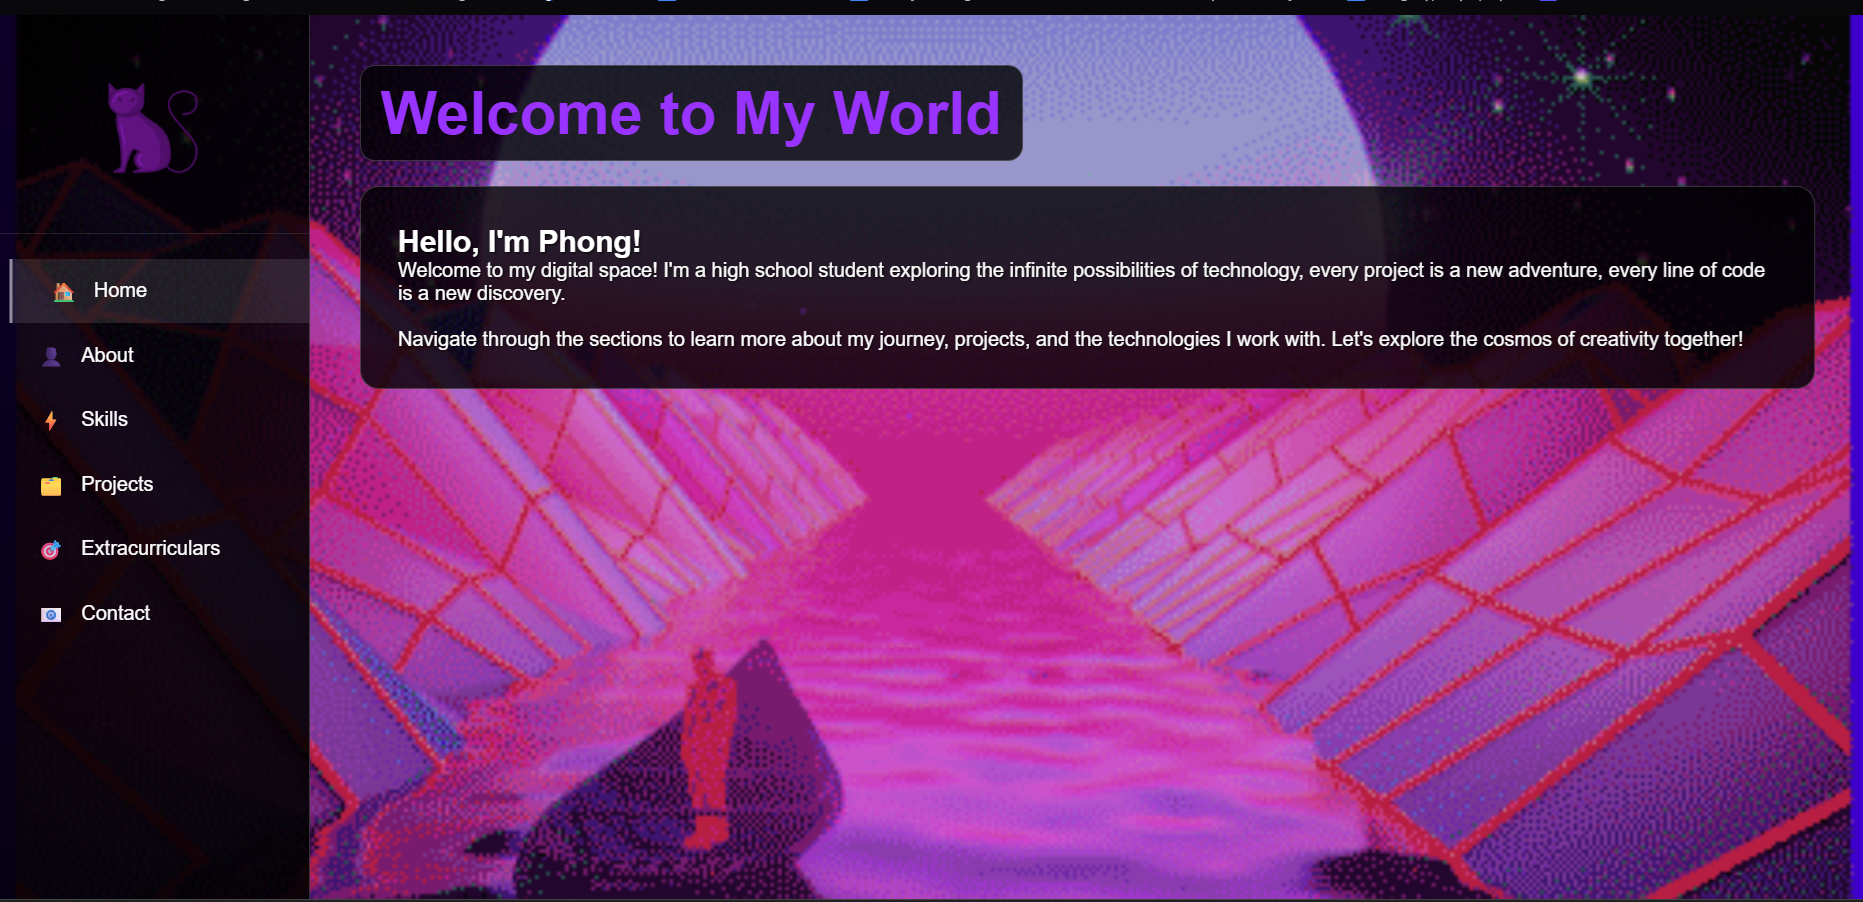 Welcome to My World
Hello, I'm Phong!
Welcome to my digital space! I'm a high school student exploring the infinite possibilities of technology, every project is a new adventure, every line of code
is a new discovery.
Navigate through the sections to learn more about my journey, projects, and the technologies I work with. Let's explore the cosmos of creativity together!
Home
About
Skills
Projects
Extracurriculars
Contact